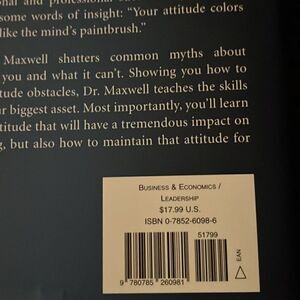 some words of insight: "Your attitude colors
like the mind's paintbrush."
Maxwell shatters common myths about
you and what it can't. Showing you how to
tude obstacles, Dr. Maxwell teaches the skills
ur biggest asset. Most importantly, you'll learn
titude that will have a tremendous impact on
g, but also how to maintain that attitude for
BUSINESS & ECONOMICS /
LEADERSHIP
$17.99 U.S.
ISBN 0-7852-6098-6
51799
9 780785 260981
EAN